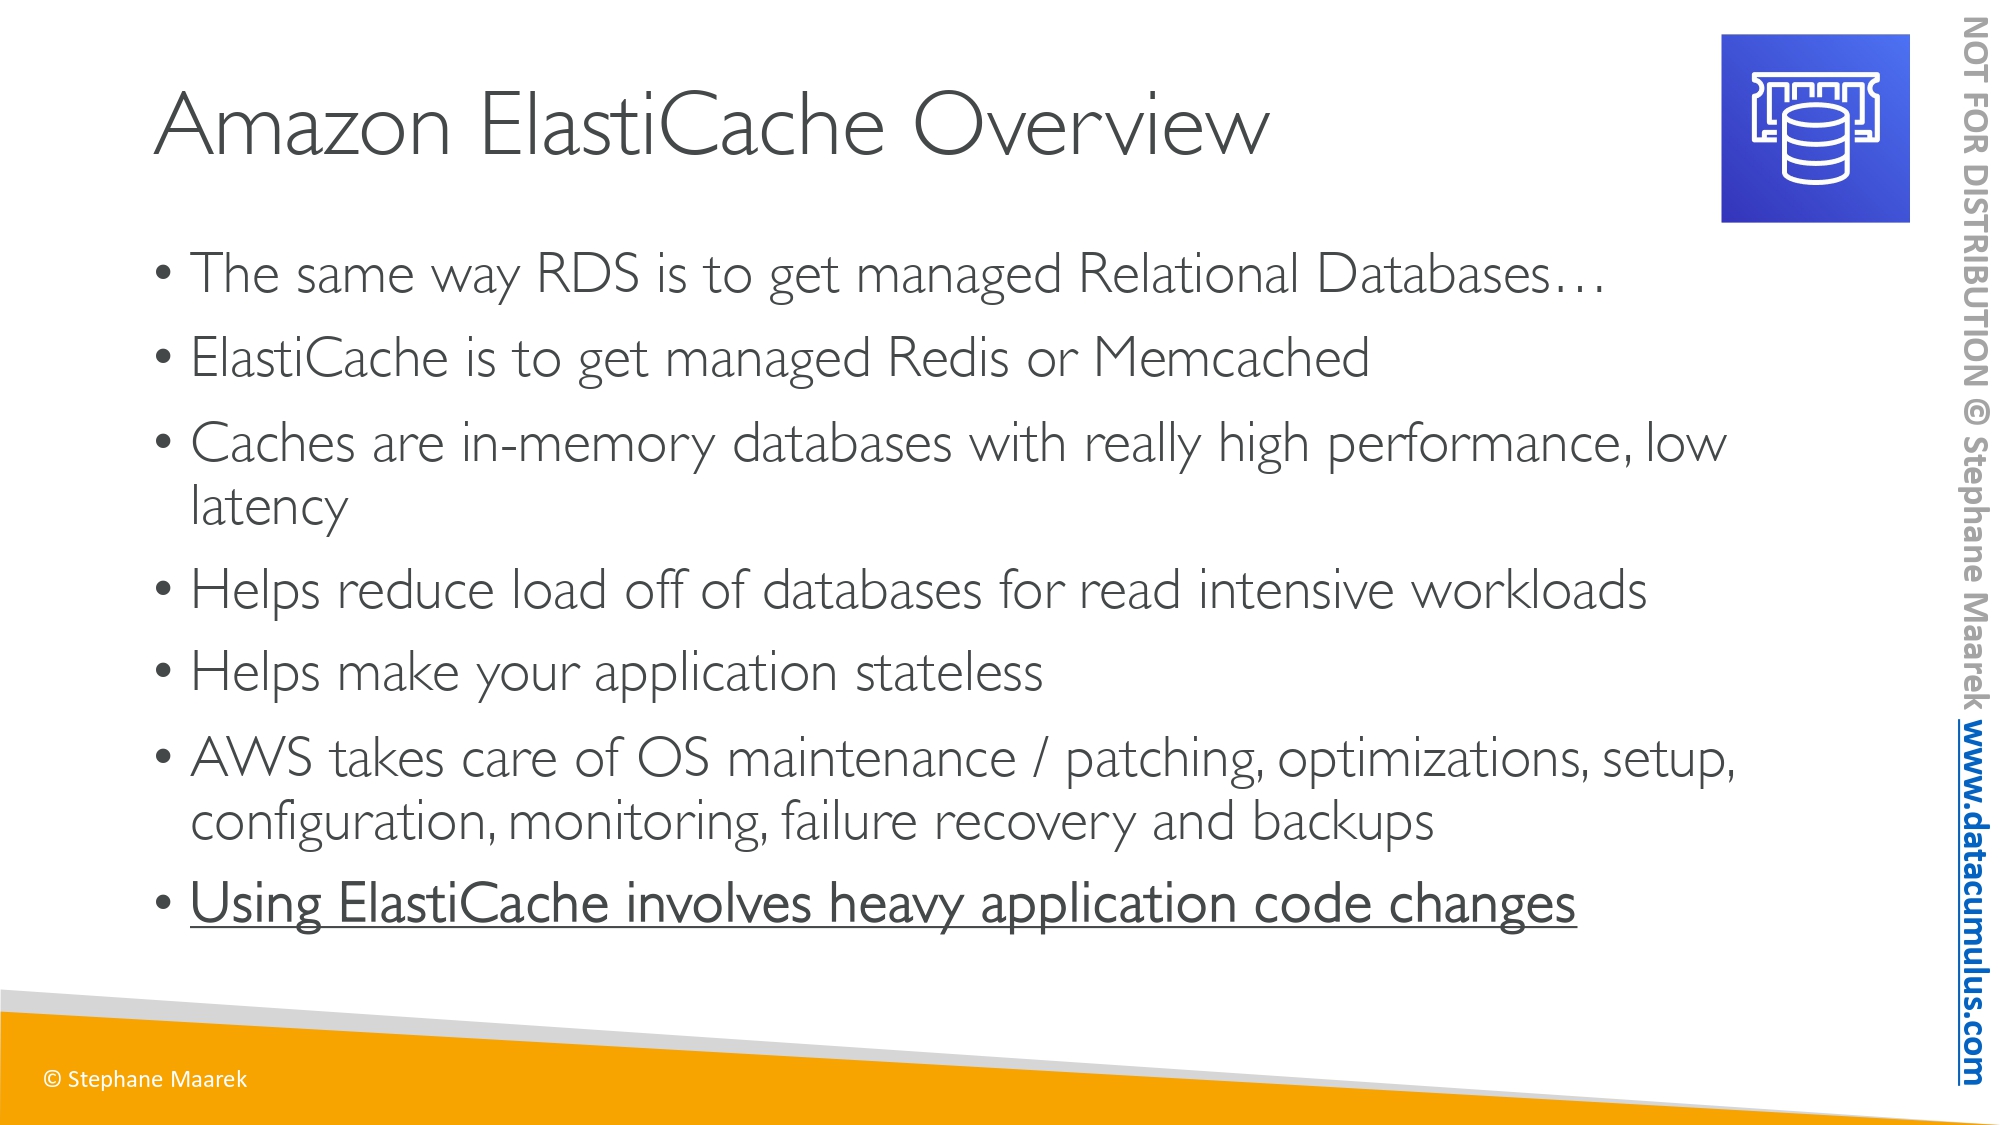 Amazon ElastiCache Overview
• The same way RDS is to get managed Relational Databases…
• ElastiCache is to get managed Redis or Memcached
• Caches are in-memory databases with really high performance, low
latency
• Helps reduce load off of databases for read intensive workloads
• Helps make your application stateless
• AWS takes care of OS maintenance / patching, optimizations, setup,
configuration, monitoring, failure recovery and backups
• Using ElastiCache involves heavy application code changes
© Stephane Maarek
NOT FOR DISTRIBUTION © Stephane Maarek www.datacumulus.com